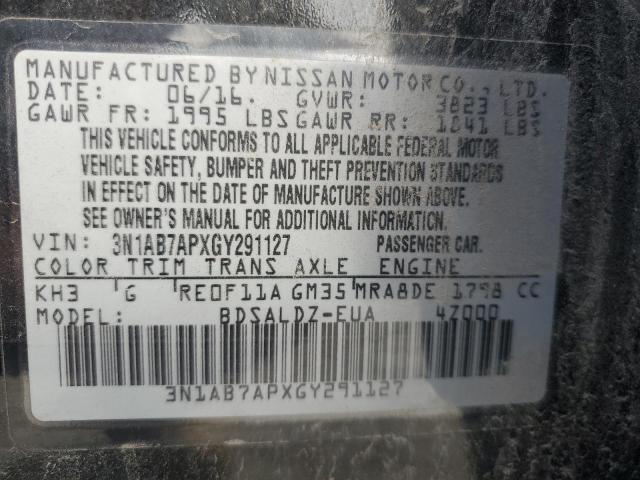 MANUFACTURED BY NISSAN MOTOR CO., LTD.
DATE: 06/16. GVWR: 3823 LBS
GAWR FR: 1995 LBS GAWR RR: 1841 LBS
THIS VEHICLE CONFORMS TO ALL APPLICABLE FEDERAL MOTOR
VEHICLE SAFETY, BUMPER AND THEFT PREVENTION STANDARDS
IN EFFECT ON THE DATE OF MANUFACTURE SHOWN ABOVE.
SEE OWNER'S MANUAL FOR ADDITIONAL INFORMATION.
VIN: 3N1AB7APXGY291127 PASSENGER CAR.
COLOR TRIM TRANS AXLE ENGINE
KH3 G RE0F11A GM35 MRA8DE 1798 CC
MODEL: BDSALDZ-EUA 4Z000
3N1AB7APXGY291127